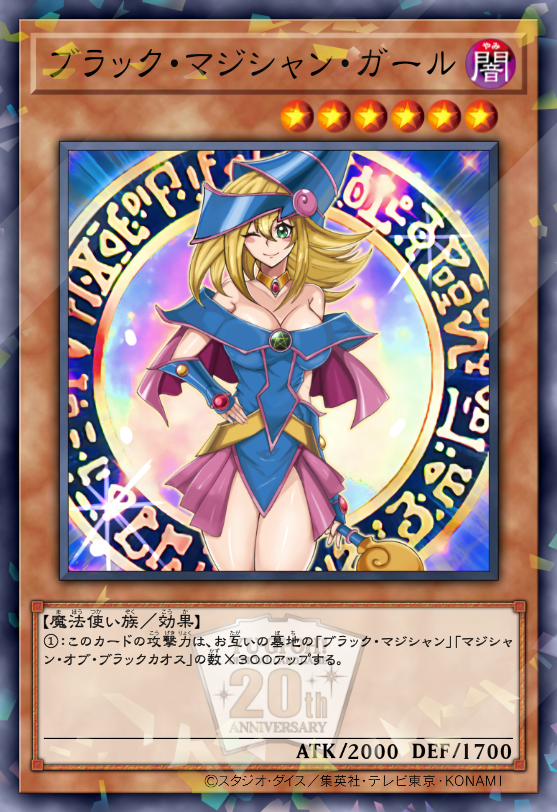 ブラック・マジシャン・ガール
やみ
闇
【魔法使い族／効果】
①：このカードの攻撃力は、お互いの墓地の「ブラック・マジシャン」「マジシャ
ン・オブ・ブラックカオス」の数×３００アップする。
20th
ANNIVERSARY
ATK/2000 DEF/1700
©スタジオ・ダイス／集英社・テレビ東京・KONAMI